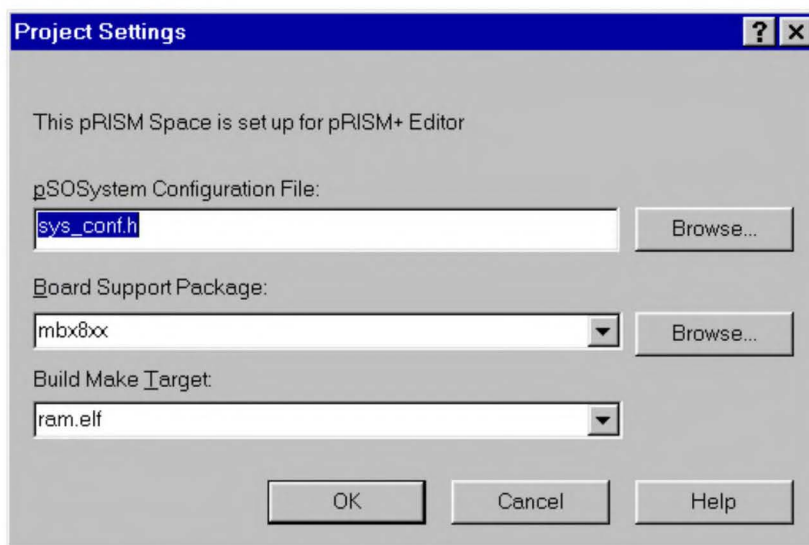 Project Settings
This pRISM Space is set up for pRISM+ Editor
pSOSystem Configuration File:
sys_conf.h
Browse...
Board Support Package:
mbx8xx
Browse...
Build Make Target:
ram.elf
OK
Cancel
Help